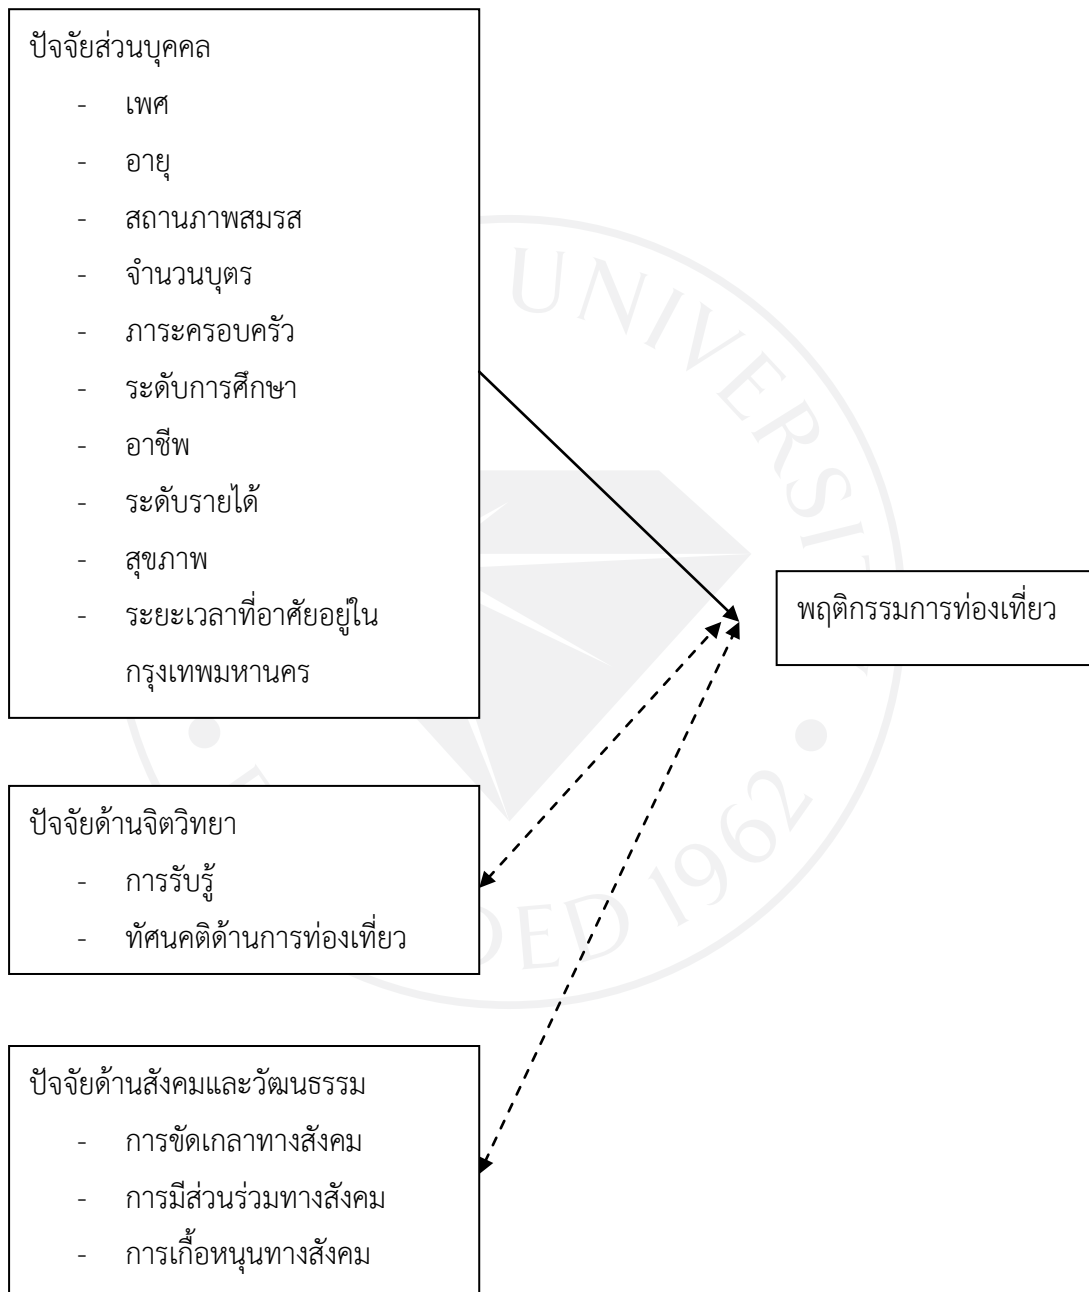 ปัจจัยส่วนบุคคล
- เพศ
- อายุ
- สถานภาพสมรส
- จำนวนบุตร
- ภาระครอบครัว
- ระดับการศึกษา
- อาชีพ
- ระดับรายได้
- สุขภาพ
- ระยะเวลาที่อาศัยอยู่ใน
กรุงเทพมหานคร
พฤติกรรมการท่องเที่ยว
ปัจจัยด้านจิตวิทยา
- การรับรู้
- ทัศนคติด้านการท่องเที่ยว
ปัจจัยด้านสังคมและวัฒนธรรม
- การขัดเกลาทางสังคม
- การมีส่วนร่วมทางสังคม
- การเกื้อหนุนทางสังคม
1962